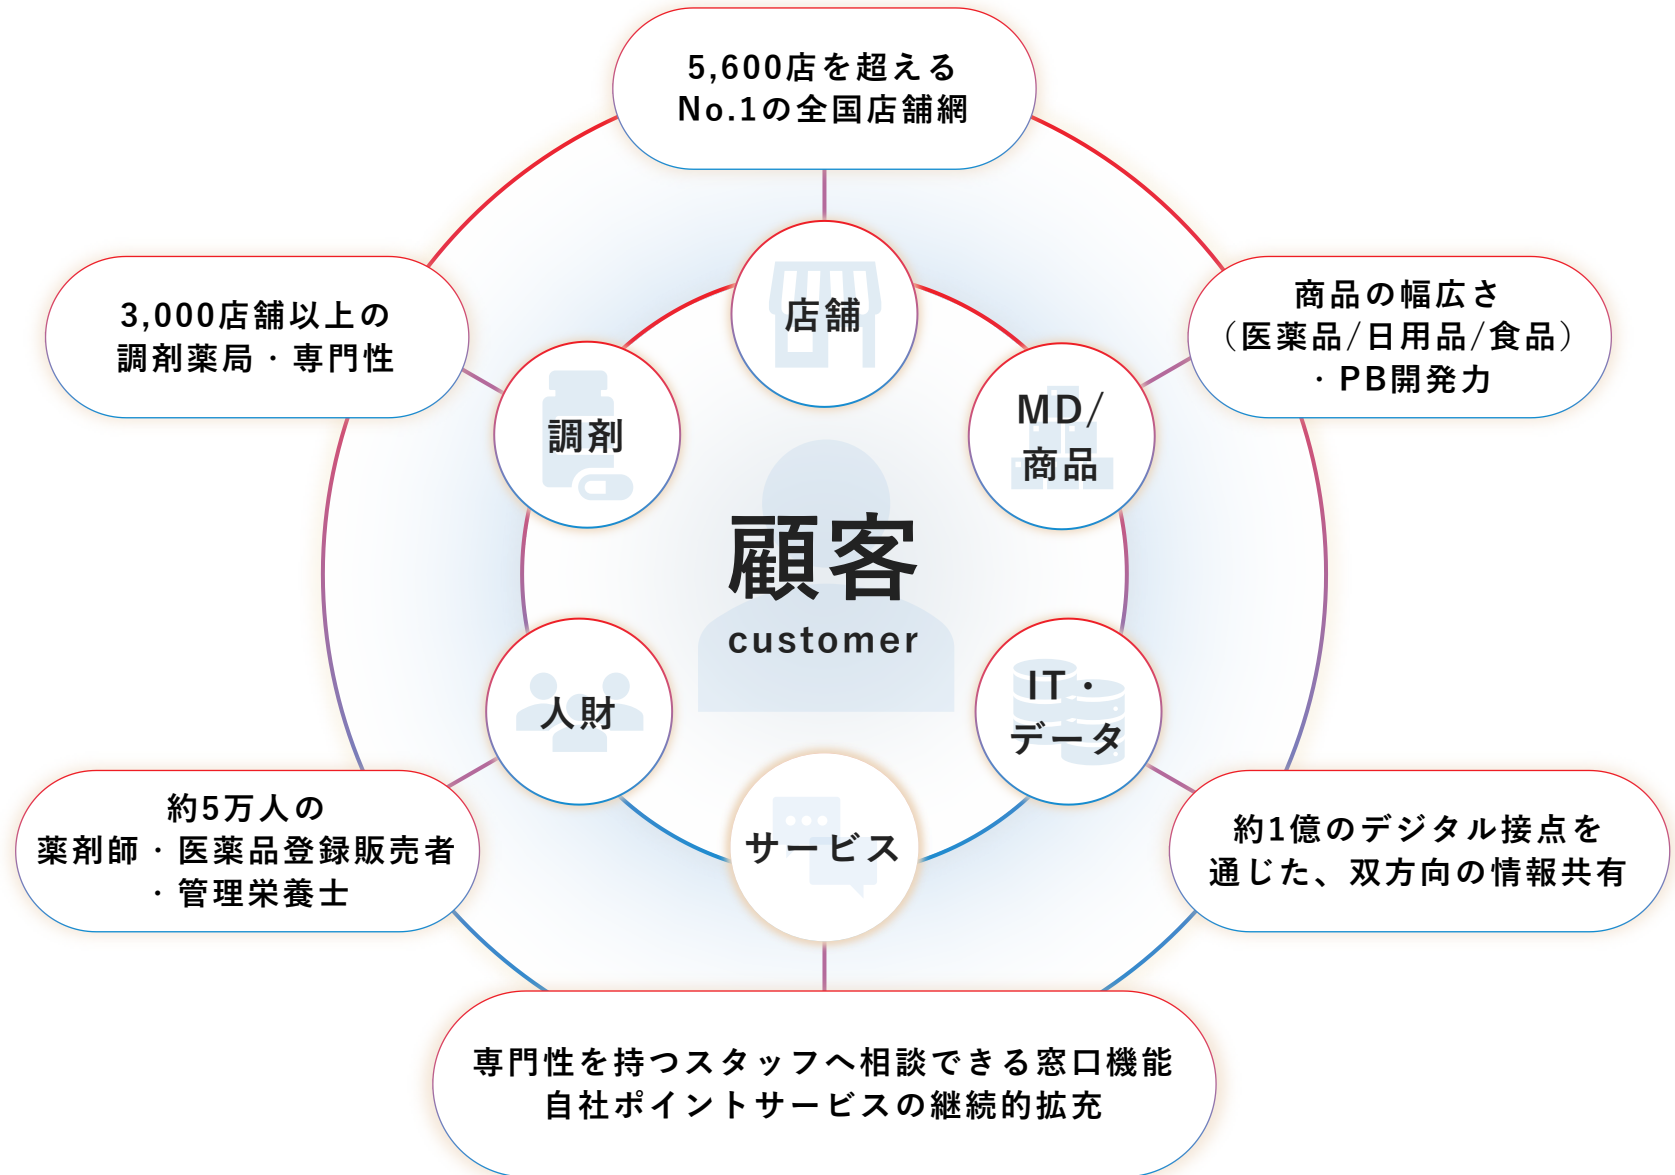 5,600店を超える
No.1の全国店舗網
店舗
3,000店舗以上の
調剤薬局・専門性
調剤
商品の幅広さ
（医薬品/日用品/食品）
・PB開発力
MD/
商品
顧客
customer
人財
約5万人の
薬剤師・医薬品登録販売者
・管理栄養士
IT・
データ
約1億のデジタル接点を
通じた、双方向の情報共有
サービス
専門性を持つスタッフへ相談できる窓口機能
自社ポイントサービスの継続的拡充